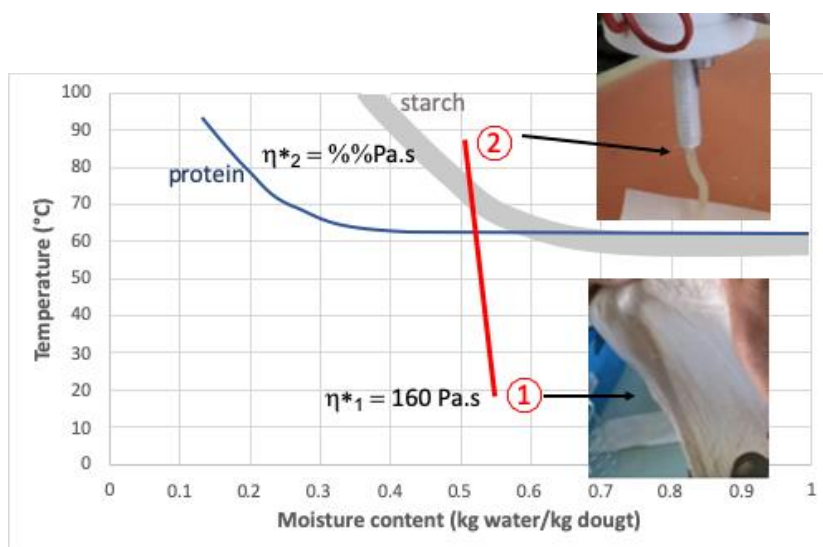 100
starch
90
②
η*₂ = %%Pa.s
80
protein
70
60
50
40
30
20
η*₁ = 160 Pa.s ①
10
0
0 0.1 0.2 0.3 0.4 0.5 0.6 0.7 0.8 0.9 1
Temperature (°C)
Moisture content (kg water/kg dougt)